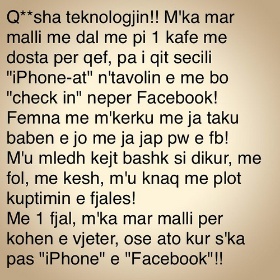 Q**sha teknologjin!! M'ka mar
malli me dal me pi 1 kafe me
dosta per qef, pa i qit secili
"iPhone-at" n'tavolin e me bo
"check in" neper Facebook!
Femna me m'kerku me ja taku
baben e jo me ja jap pw e fb!
M'u mledh kejt bashk si dikur, me
fol, me kesh, m'u knaq me plot
kuptimin e fjales!
Me 1 fjal, m'ka mar malli per
kohen e vjeter, ose ato kur s'ka
pas "iPhone" e "Facebook"!!